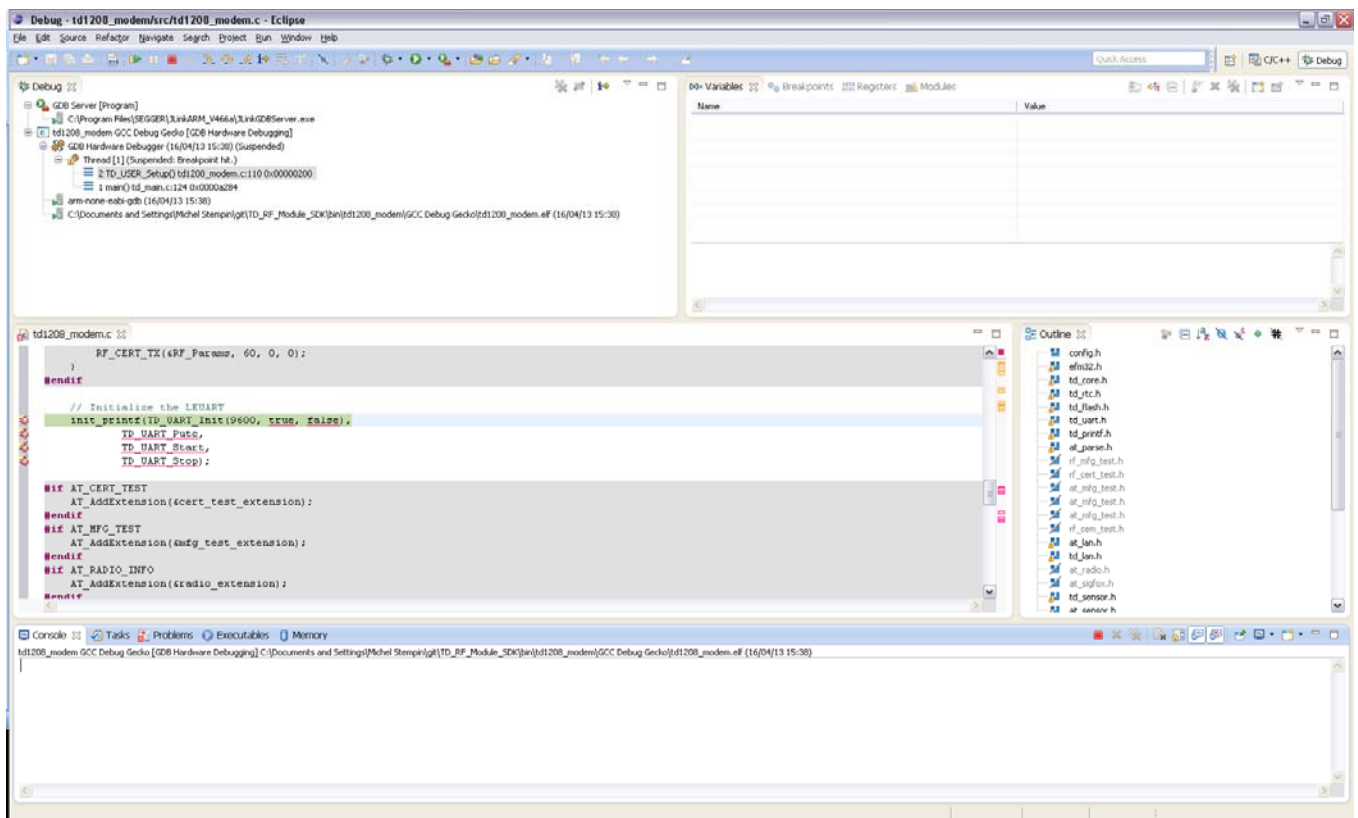 Debug - td1208_modem/src/td1208_modem.c - Eclipse
File Edit Source Refactor Navigate Search Project Run Window Help
Quick Access C/C++ Debug
Debug
GDB Server [Program]
C:\Program Files\SEGGER\JLinkARM_V466a\JLinkGDBServer.exe
td1208_modem GCC Debug Gecko [GDB Hardware Debugging]
GDB Hardware Debugger (16/04/13 15:38) (Suspended)
Thread [1] (Suspended: Breakpoint hit.)
2 TD_USER_Setup() td1208_modem.c:110 0x00000200
1 main() td_main.c:124 0x0000a284
arm-none-eabi-gdb (16/04/13 15:38)
C:\Documents and Settings\Michel Stempin\git\TD_RF_Module_SDK\bin\td1208_modem\GCC Debug Gecko\td1208_modem.elf (16/04/13 15:38)
Variables Breakpoints Registers Modules
Name Value
td1208_modem.c
RF_CERT_TX(&RF_Params, 60, 0, 0);
}
#endif
// Initialize the LEUART
init_printf(TD_UART_Init(9600, true, false),
TD_UART_Putc,
TD_UART_Start,
TD_UART_Stop);
#if AT_CERT_TEST
AT_AddExtension(&cert_test_extension);
#endif
#if AT_MFG_TEST
AT_AddExtension(&mfg_test_extension);
#endif
#if AT_RADIO_INFO
AT_AddExtension(&radio_extension);
#endif
Outline
config.h
efm32.h
td_core.h
td_rtc.h
td_flash.h
td_uart.h
td_printf.h
at_parse.h
rf_mfg_test.h
rf_cert_test.h
at_mfg_test.h
at_mfg_test.h
at_mfg_test.h
rf_cem_test.h
at_lan.h
td_lan.h
at_radio.h
at_sigfox.h
td_sensor.h
at_sensor.h
Console Tasks Problems Executables Memory
td1208_modem GCC Debug Gecko [GDB Hardware Debugging] C:\Documents and Settings\Michel Stempin\git\TD_RF_Module_SDK\bin\td1208_modem\GCC Debug Gecko\td1208_modem.elf (16/04/13 15:38)